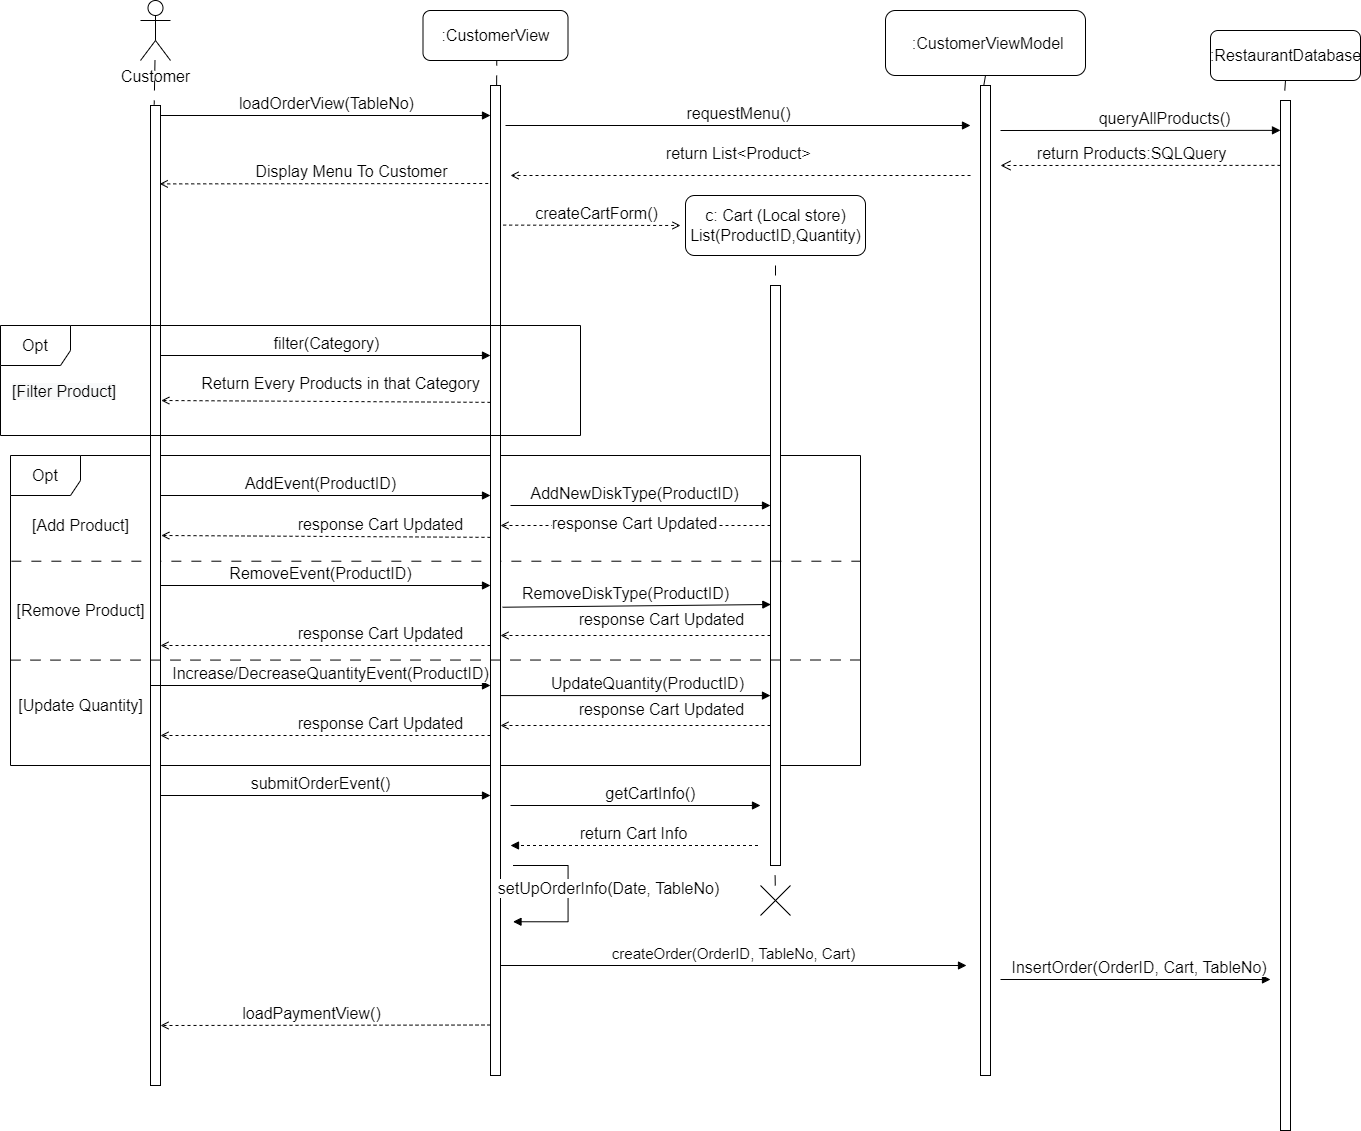 :CustomerView
:CustomerViewModel
:RestaurantDatabase
Customer
loadOrderView(TableNo)
requestMenu()
queryAllProducts()
return List<Product>
return Products:SQLQuery
Display Menu To Customer
createCartForm()
c: Cart (Local store)
List(ProductID,Quantity)
Opt
filter(Category)
[Filter Product]
Return Every Products in that Category
Opt
AddEvent(ProductID)
AddNewDiskType(ProductID)
[Add Product]
response Cart Updated
response Cart Updated
RemoveEvent(ProductID)
RemoveDiskType(ProductID)
[Remove Product]
response Cart Updated
response Cart Updated
Increase/DecreaseQuantityEvent(ProductID)
UpdateQuantity(ProductID)
[Update Quantity]
response Cart Updated
response Cart Updated
submitOrderEvent()
getCartInfo()
return Cart Info
setUpOrderInfo(Date, TableNo)
createOrder(OrderID, TableNo, Cart)
InsertOrder(OrderID, Cart, TableNo)
loadPaymentView()